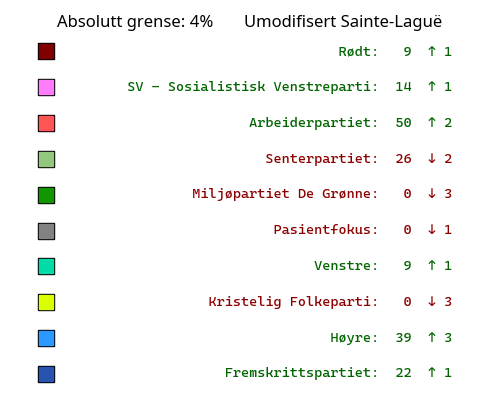 Absolutt grense: 4% Umodifisert Sainte-Laguë
Rødt: 9 ↑ 1
SV - Sosialistisk Venstreparti: 14 ↑ 1
Arbeiderpartiet: 50 ↑ 2
Senterpartiet: 26 ↓ 2
Miljøpartiet De Grønne: 0 ↓ 3
Pasientfokus: 0 ↓ 1
Venstre: 9 ↑ 1
Kristelig Folkeparti: 0 ↓ 3
Høyre: 39 ↑ 3
Fremskrittspartiet: 22 ↑ 1